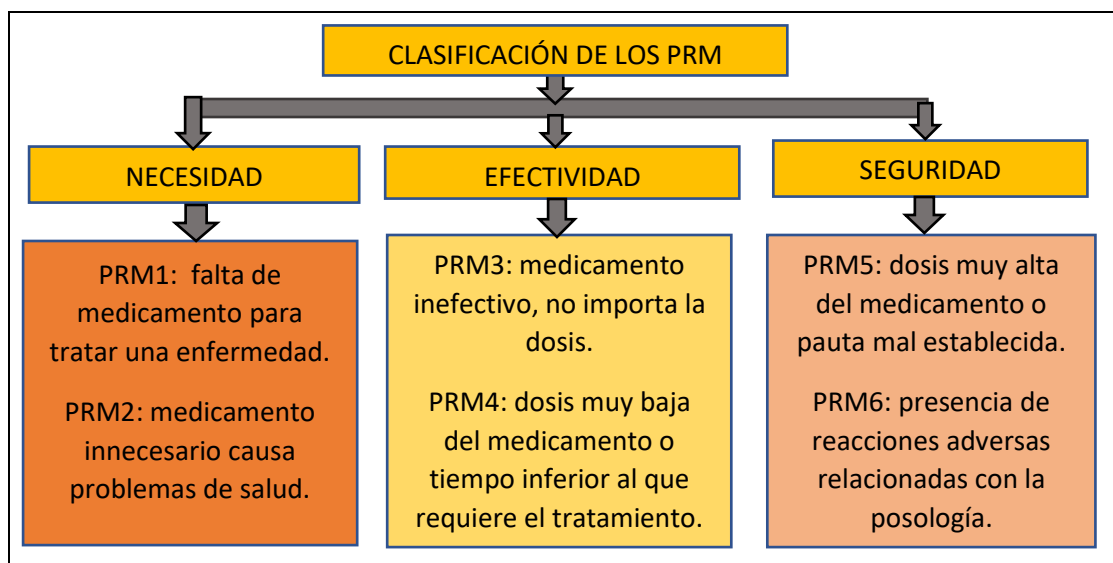 CLASIFICACIÓN DE LOS PRM
NECESIDAD
EFECTIVIDAD
SEGURIDAD
PRM1: falta de
medicamento para
tratar una enfermedad.
PRM2: medicamento
innecesario causa
problemas de salud.
PRM3: medicamento
inefectivo, no importa la
dosis.
PRM4: dosis muy baja
del medicamento o
tiempo inferior al que
requiere el tratamiento.
PRM5: dosis muy alta
del medicamento o
pauta mal establecida.
PRM6: presencia de
reacciones adversas
relacionadas con la
posología.